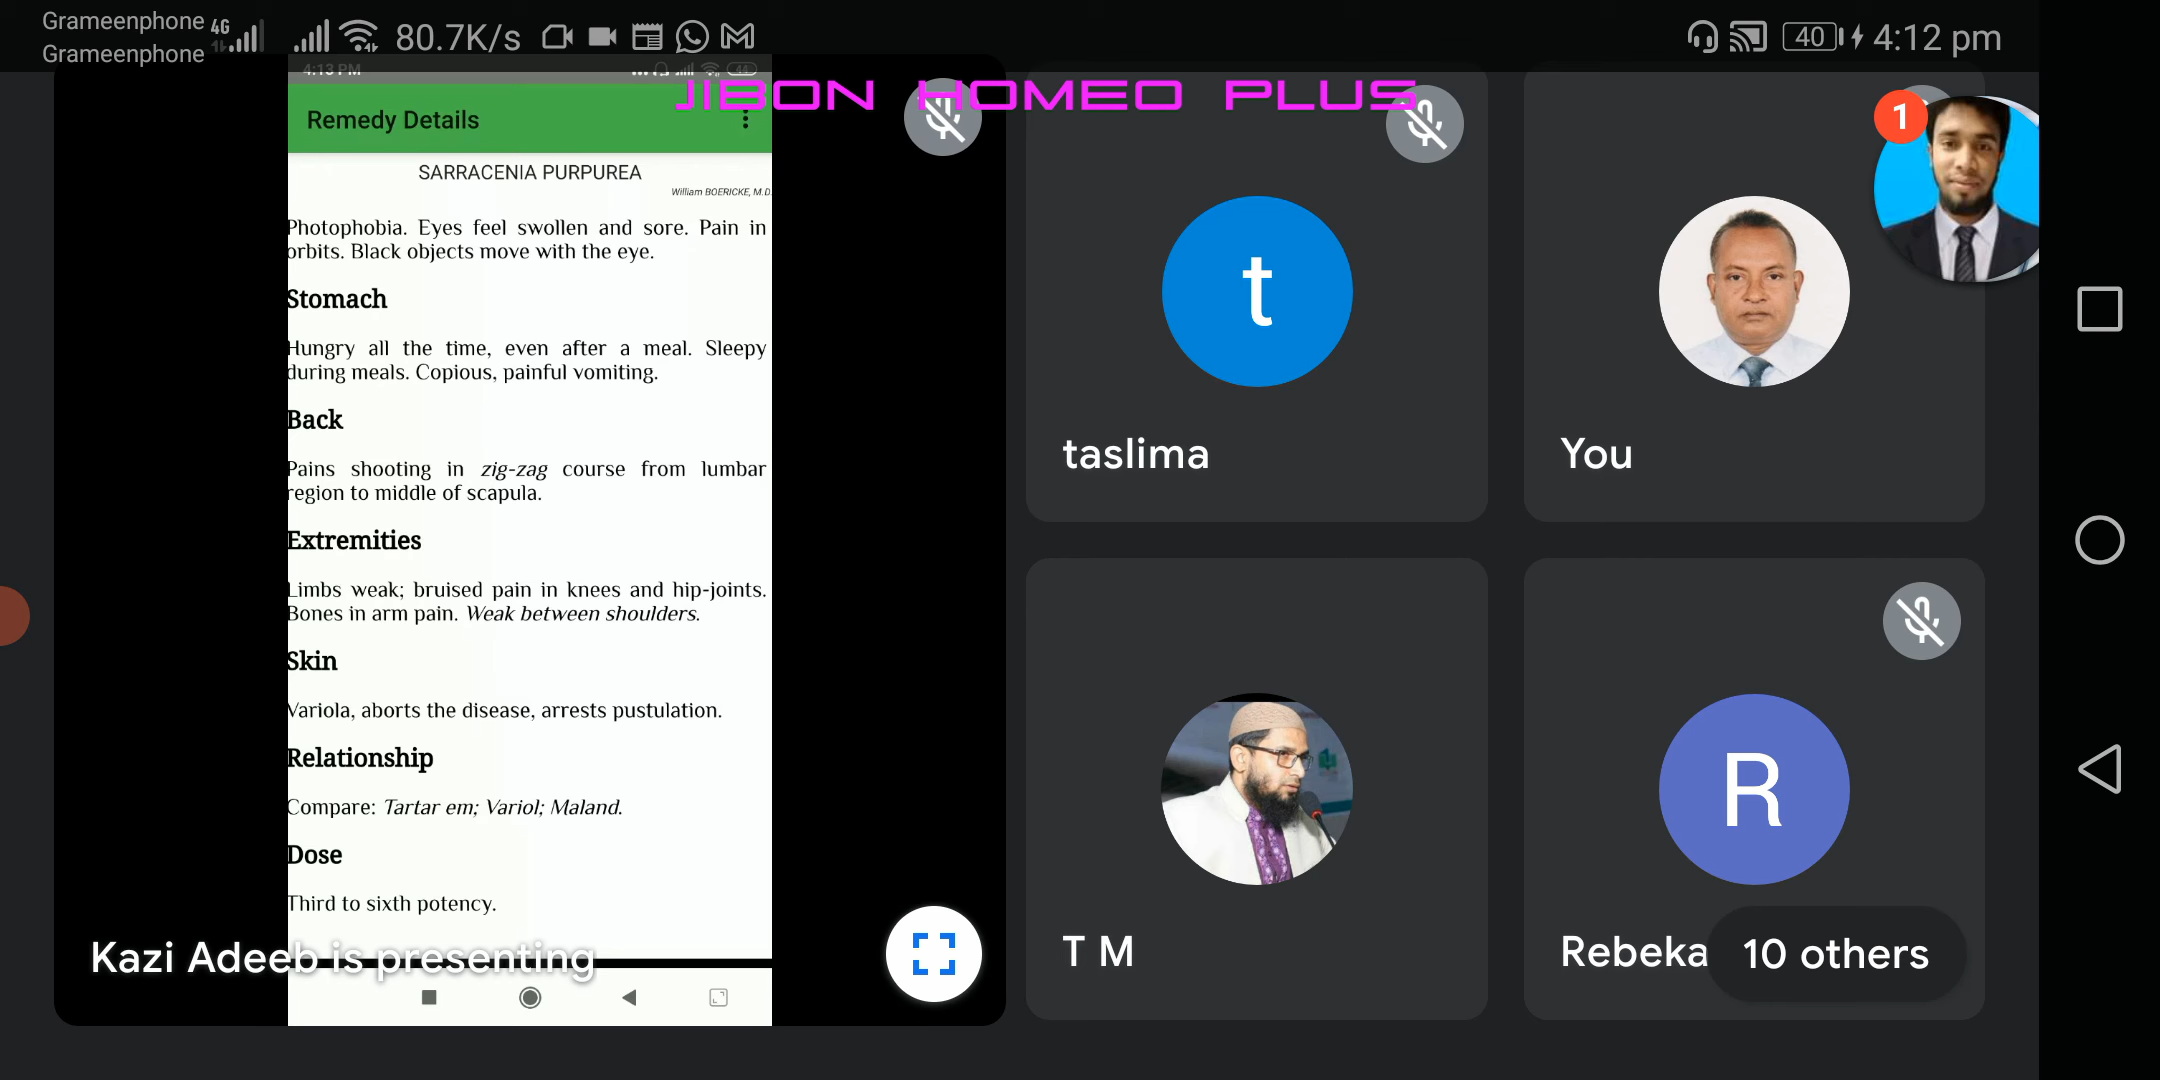 Grameenphone 4G
Grameenphone
80.7K/s
40
4:12 pm
4:13 PM
44
JIBON HOMEO PLUS
Remedy Details
SARRACENIA PURPUREA
William BOERICKE, M.D.
Photophobia. Eyes feel swollen and sore. Pain in
orbits. Black objects move with the eye.
Stomach
Hungry all the time, even after a meal. Sleepy
during meals. Copious, painful vomiting.
Back
Pains shooting in zig-zag course from lumbar
region to middle of scapula.
Extremities
Limbs weak; bruised pain in knees and hip-joints.
Bones in arm pain. Weak between shoulders.
Skin
Variola, aborts the disease, arrests pustulation.
Relationship
Compare: Tartar em; Variol; Maland.
Dose
Third to sixth potency.
Kazi Adeeb is presenting
t
taslima
1
You
T M
R
Rebeka
10 others